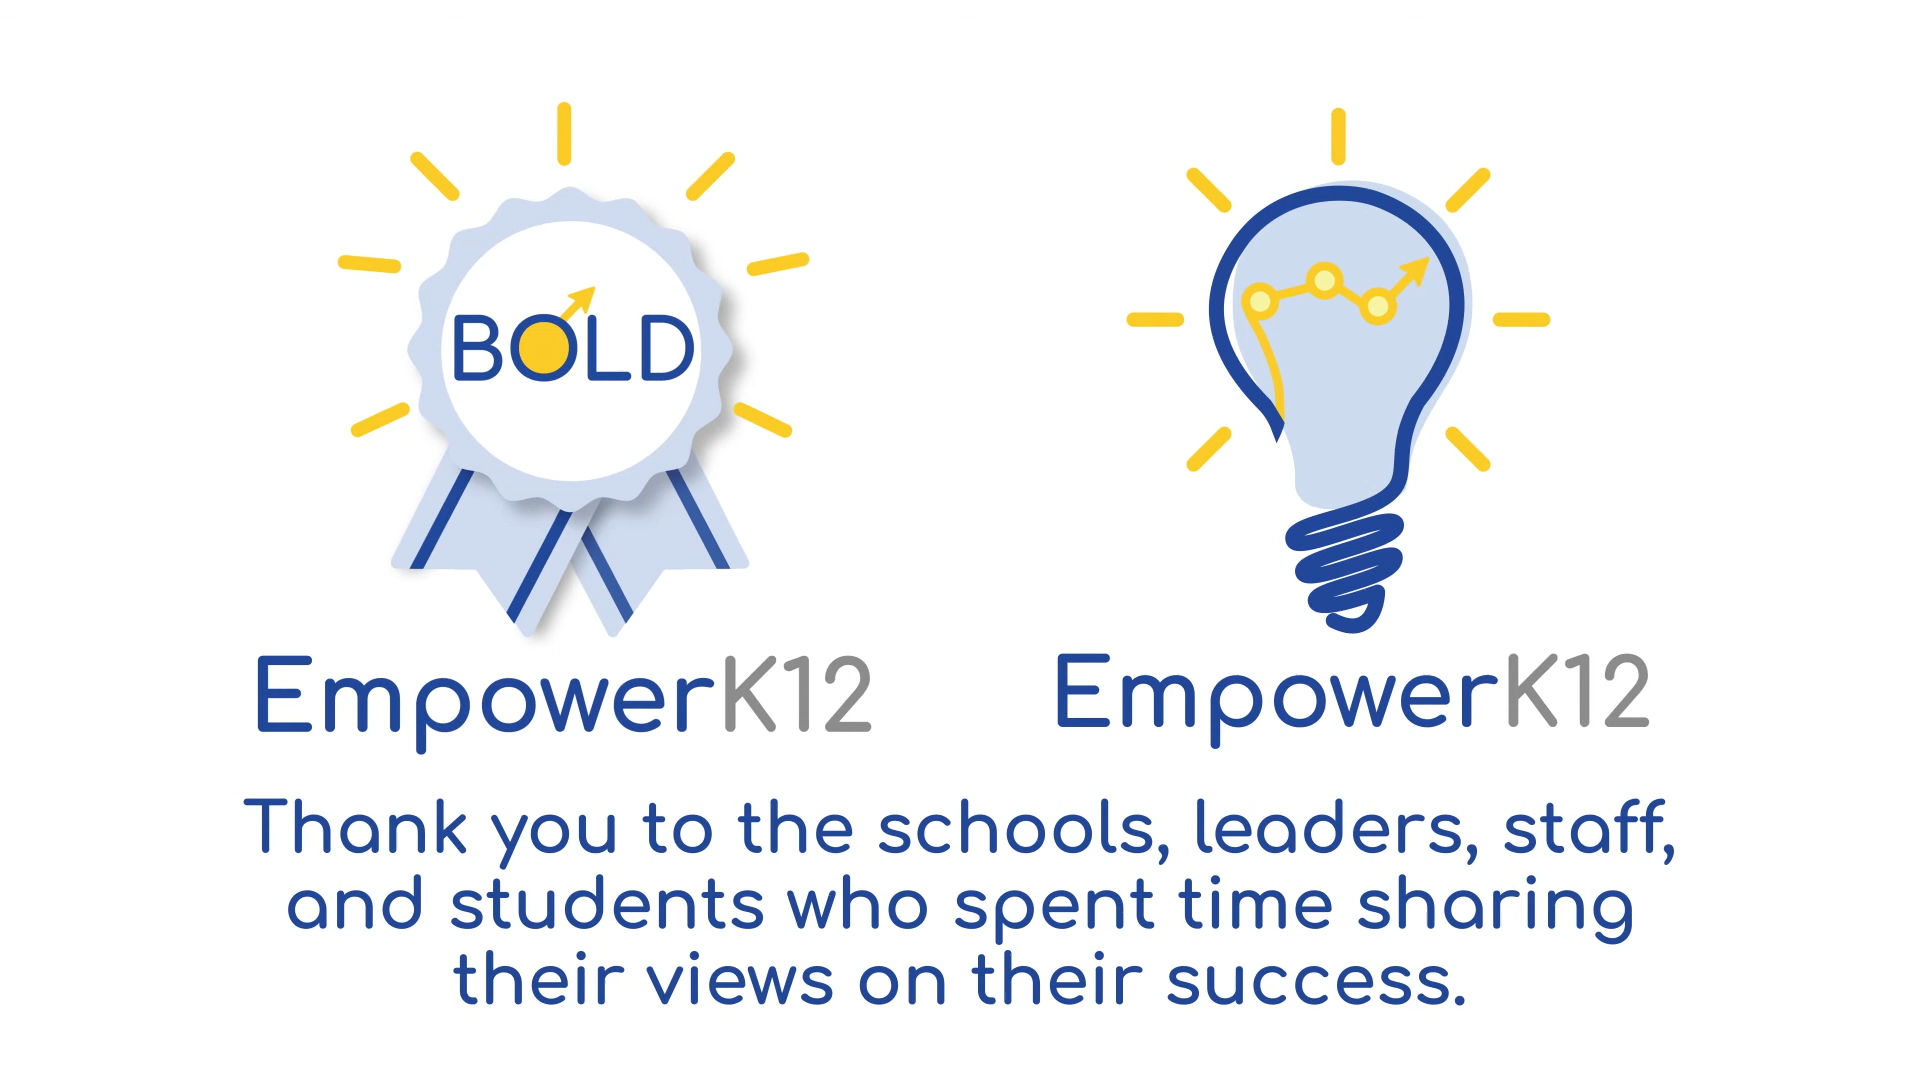 BOLD
EmpowerK12
EmpowerK12
Thank you to the schools, leaders, staff,
and students who spent time sharing
their views on their success.